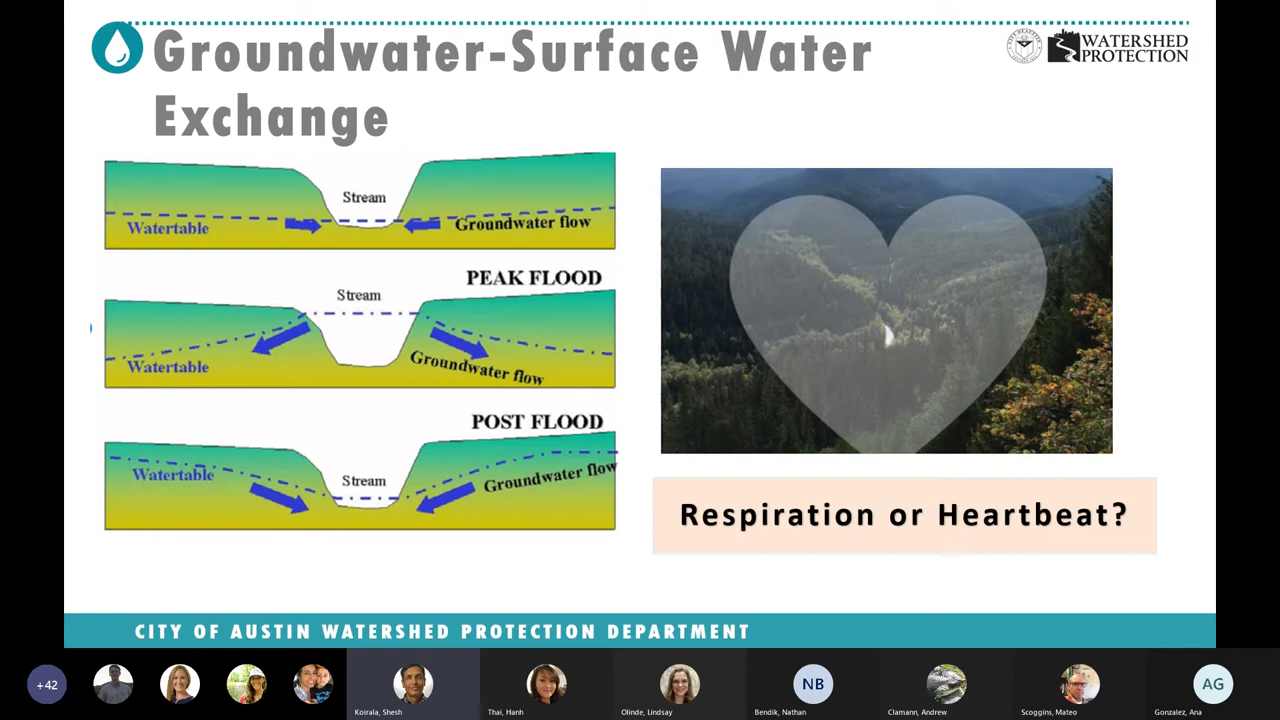 Groundwater-Surface Water
Exchange
WATERSHED
PROTECTION
Stream
Watertable
Groundwater flow
PEAK FLOOD
Stream
Watertable
Groundwater flow
POST FLOOD
Watertable
Stream
Groundwater flow
Respiration or Heartbeat?
CITY OF AUSTIN WATERSHED PROTECTION DEPARTMENT
+42
NB
AG
Koirala, Shesh
Thai, Hanh
Olinde, Lindsay
Bendik, Nathan
Clamann, Andrew
Scoggins, Mateo
Gonzalez, Ana